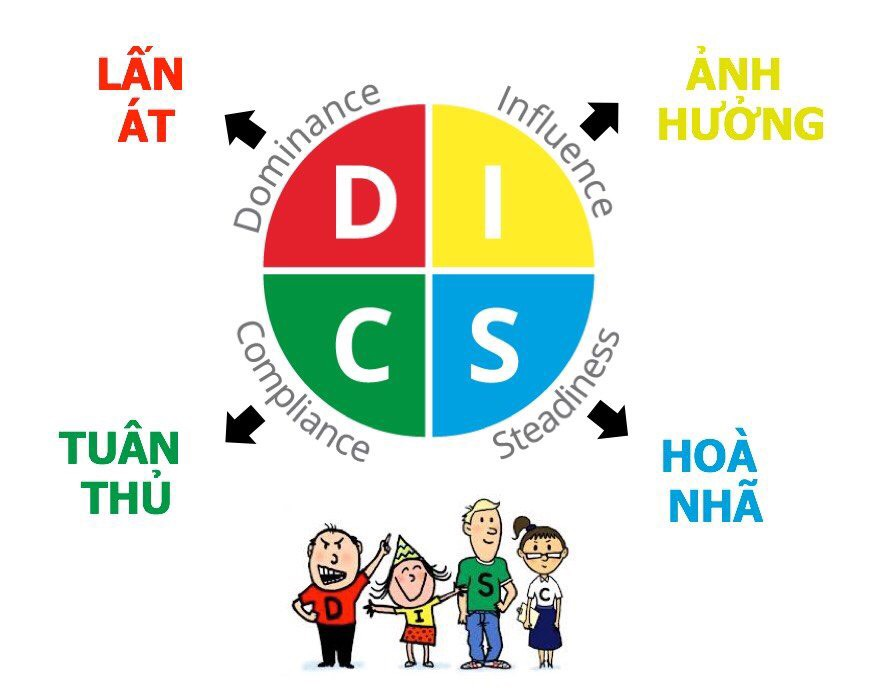 LẤN
ÁT
Dominance
Influence
ẢNH
HƯỞNG
D
I
C
S
Compliance
Steadiness
TUÂN
THỦ
HOÀ
NHÃ
D
I
S
C